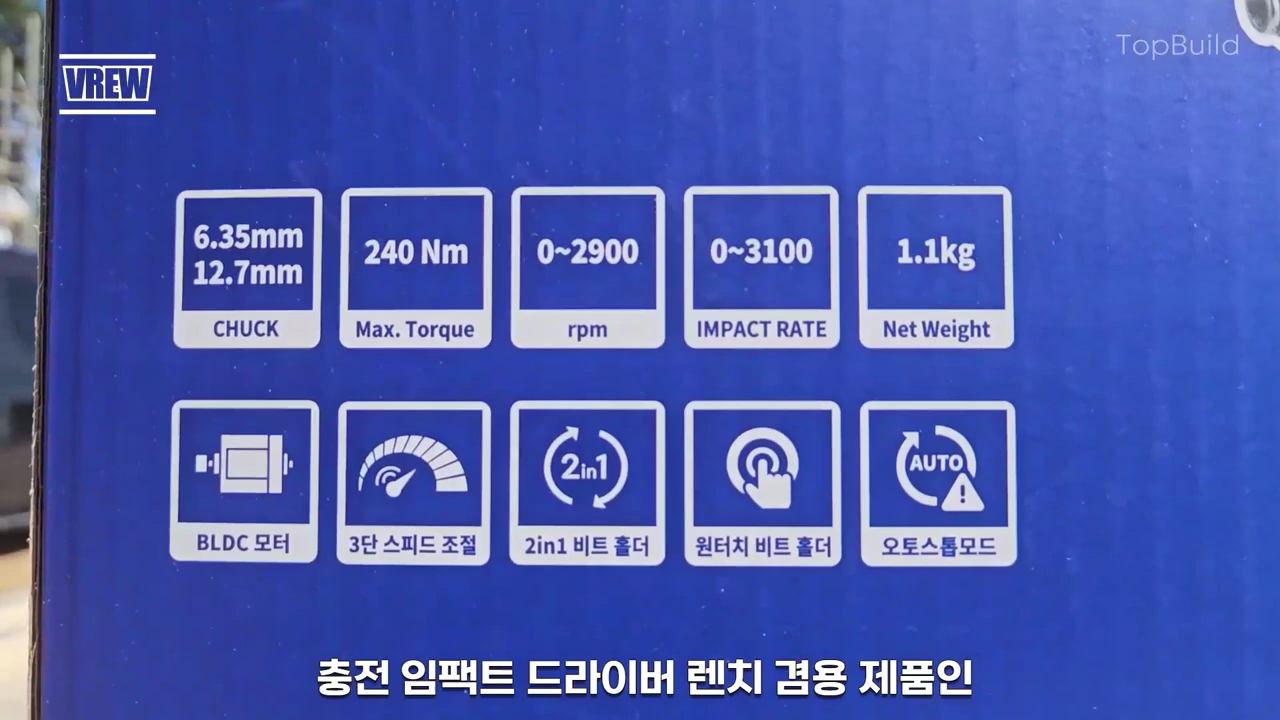 TopBuild
VREW
6.35mm
12.7mm
CHUCK
240 Nm
Max. Torque
0~2900
rpm
0~3100
IMPACT RATE
1.1kg
Net Weight
BLDC 모터
3단 스피드 조절
2in1
2in1 비트 홀더
원터치 비트 홀더
AUTO
오토스톱모드
충전 임팩트 드라이버 렌치 겸용 제품인